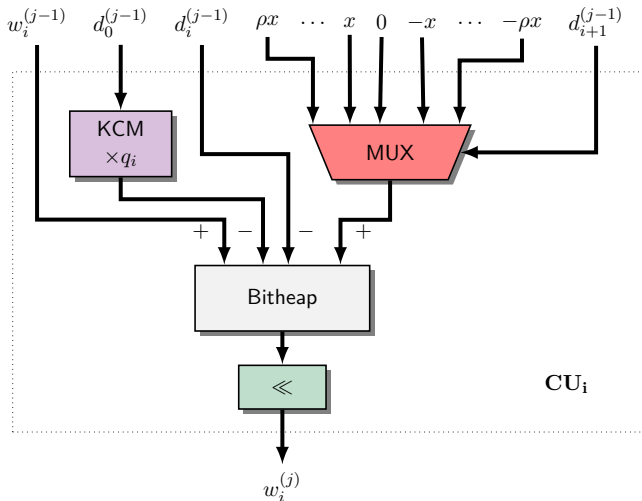 w_i^{(j-1)} d_0^{(j-1)} d_i^{(j-1)} ρx ⋯ x 0 −x ⋯ −ρx d_{i+1}^{(j-1)}
KCM
×q_i
MUX
+ − − +
Bitheap
≪
CU_i
w_i^{(j)}